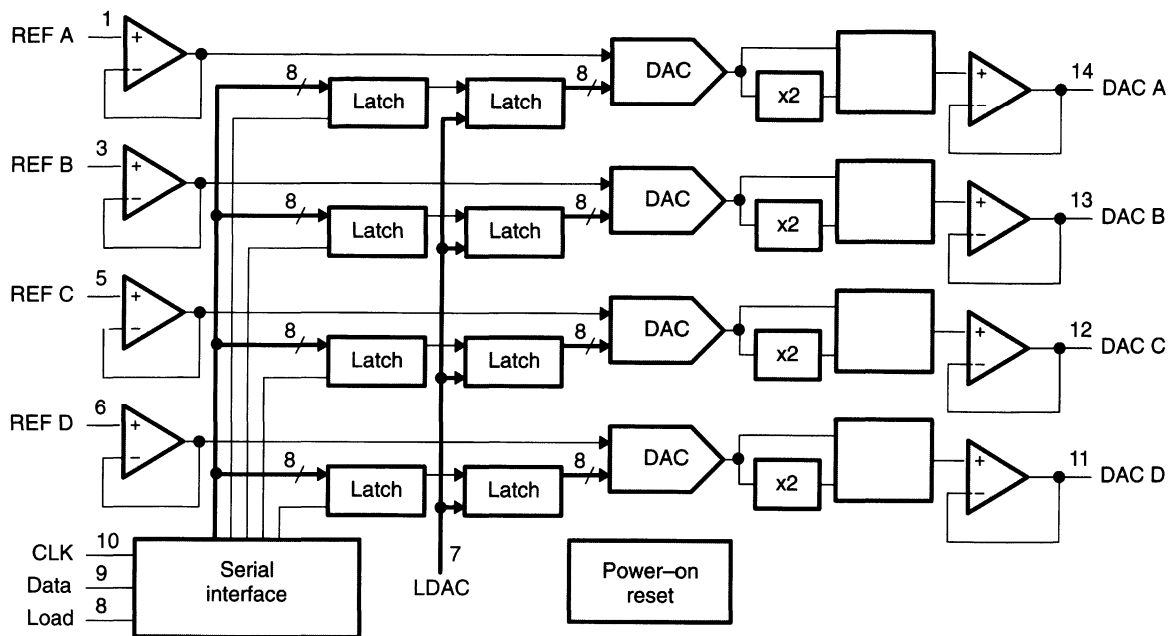 REF A 1 + − 8 Latch Latch 8 DAC x2 + − 14 DAC A
REF B 3 + − 8 Latch Latch 8 DAC x2 + − 13 DAC B
REF C 5 + − 8 Latch Latch 8 DAC x2 + − 12 DAC C
REF D 6 + − 8 Latch Latch 8 DAC x2 + − 11 DAC D
CLK 10
Data 9
Load 8
Serial
interface
7
LDAC
Power–on
reset